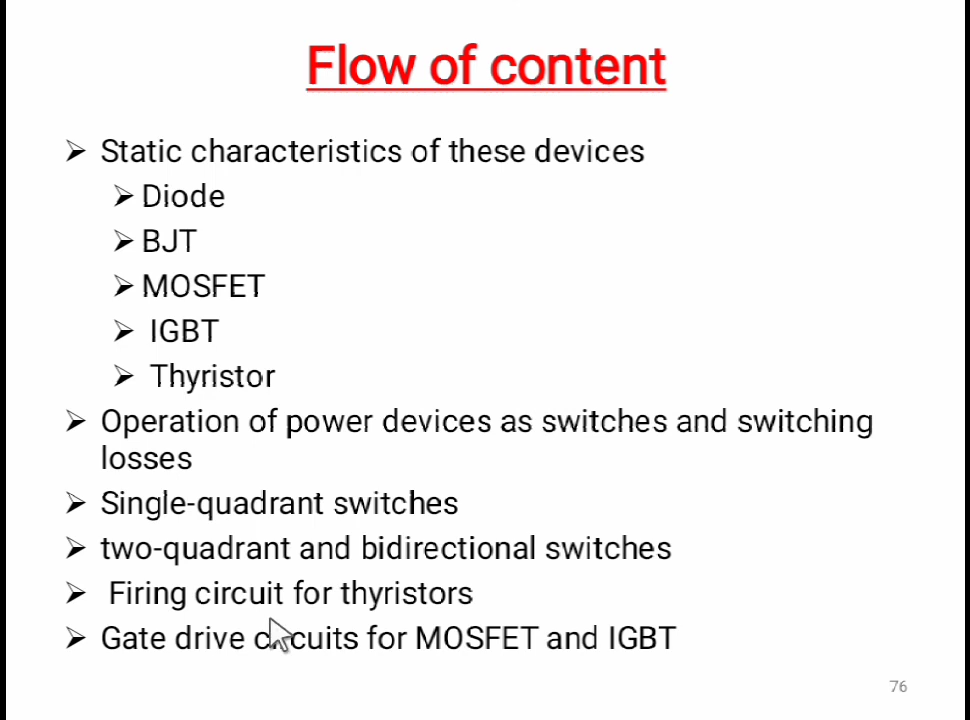 Flow of content
➢ Static characteristics of these devices
➢ Diode
➢ BJT
➢ MOSFET
➢ IGBT
➢ Thyristor
➢ Operation of power devices as switches and switching
losses
➢ Single-quadrant switches
➢ two-quadrant and bidirectional switches
➢ Firing circuit for thyristors
➢ Gate drive circuits for MOSFET and IGBT
76